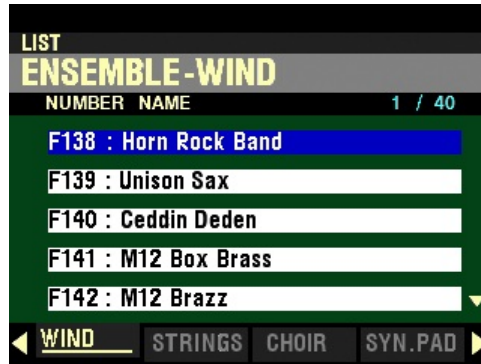 LIST
ENSEMBLE-WIND
NUMBER NAME 1 / 40
F138 : Horn Rock Band
F139 : Unison Sax
F140 : Ceddin Deden
F141 : M12 Box Brass
F142 : M12 Brazz
WIND STRINGS CHOIR SYN.PAD